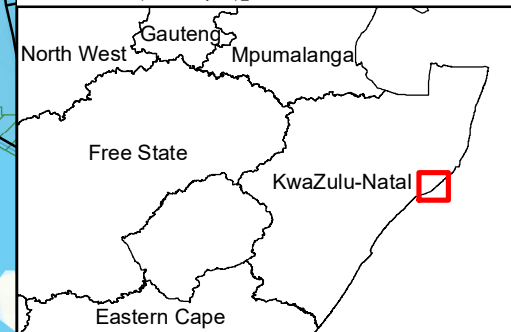 Gauteng
North West
Mpumalanga
Free State
KwaZulu-Natal
Eastern Cape